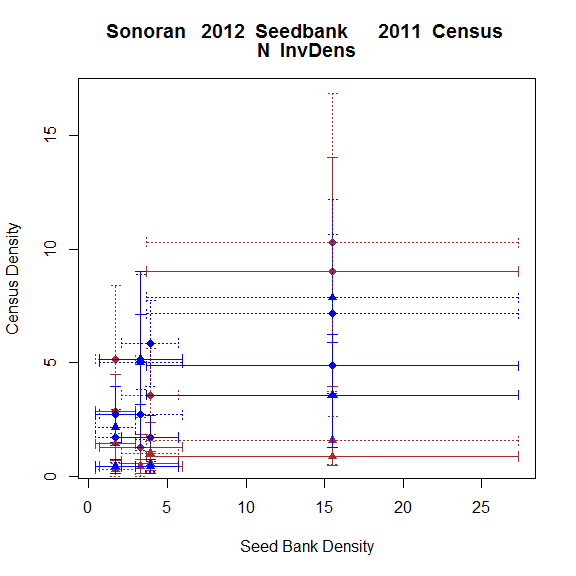 Sonoran 2012 Seedbank 2011 Census
N InvDens
15
10
5
0
Census Density
0 5 10 15 20 25
Seed Bank Density